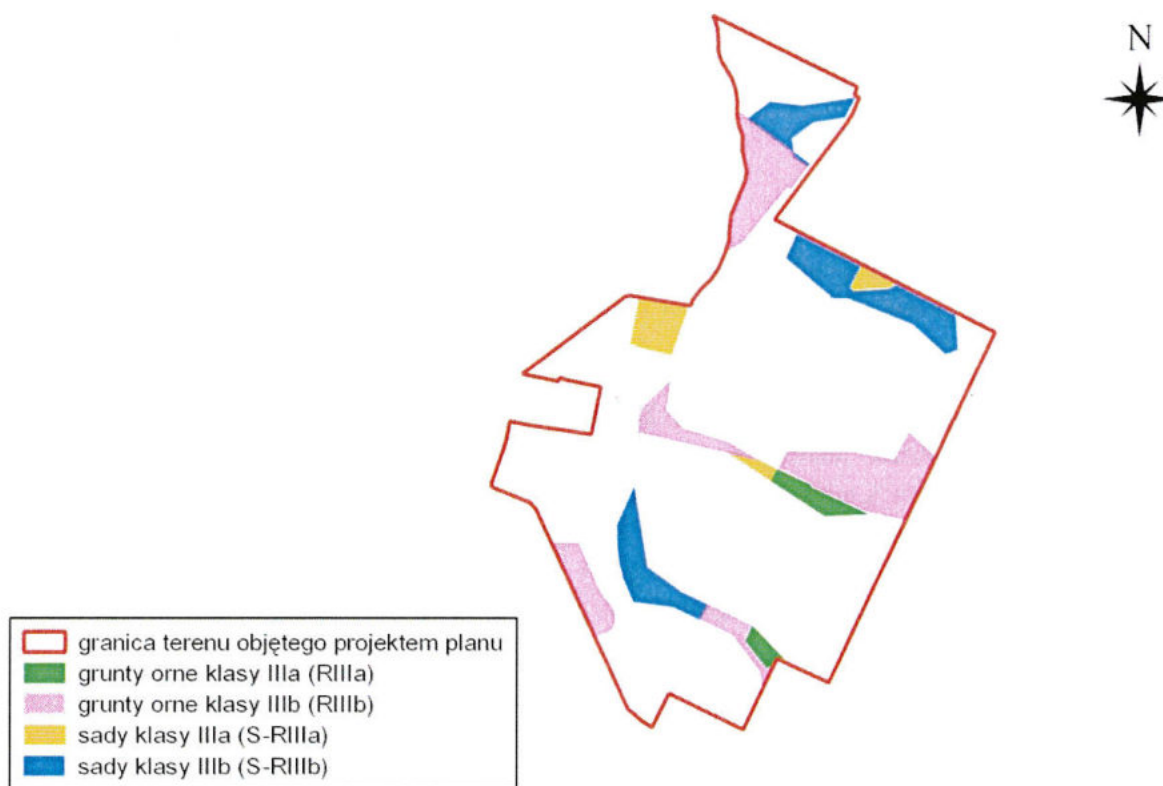 N
granica terenu objętego projektem planu
grunty orne klasy IIIa (RIIIa)
grunty orne klasy IIIb (RIIIb)
sady klasy IIIa (S-RIIIa)
sady klasy IIIb (S-RIIIb)